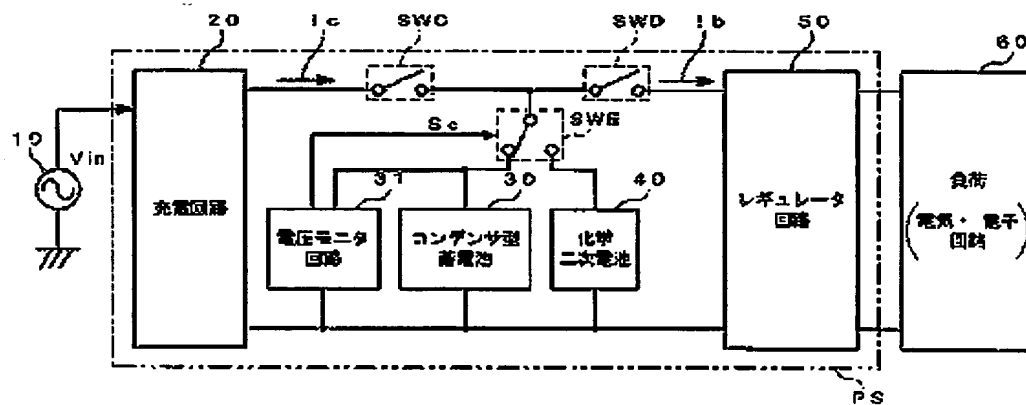 20
Ic
SWC
SWD
Ib
50
60
10
Vin
Sc
SWE
31
30
40
充電回路
電圧モニタ
回路
コンデンサ型
蓄電池
化学
二次電池
レギュレータ
回路
負荷
(電気・電子
回路)
PS